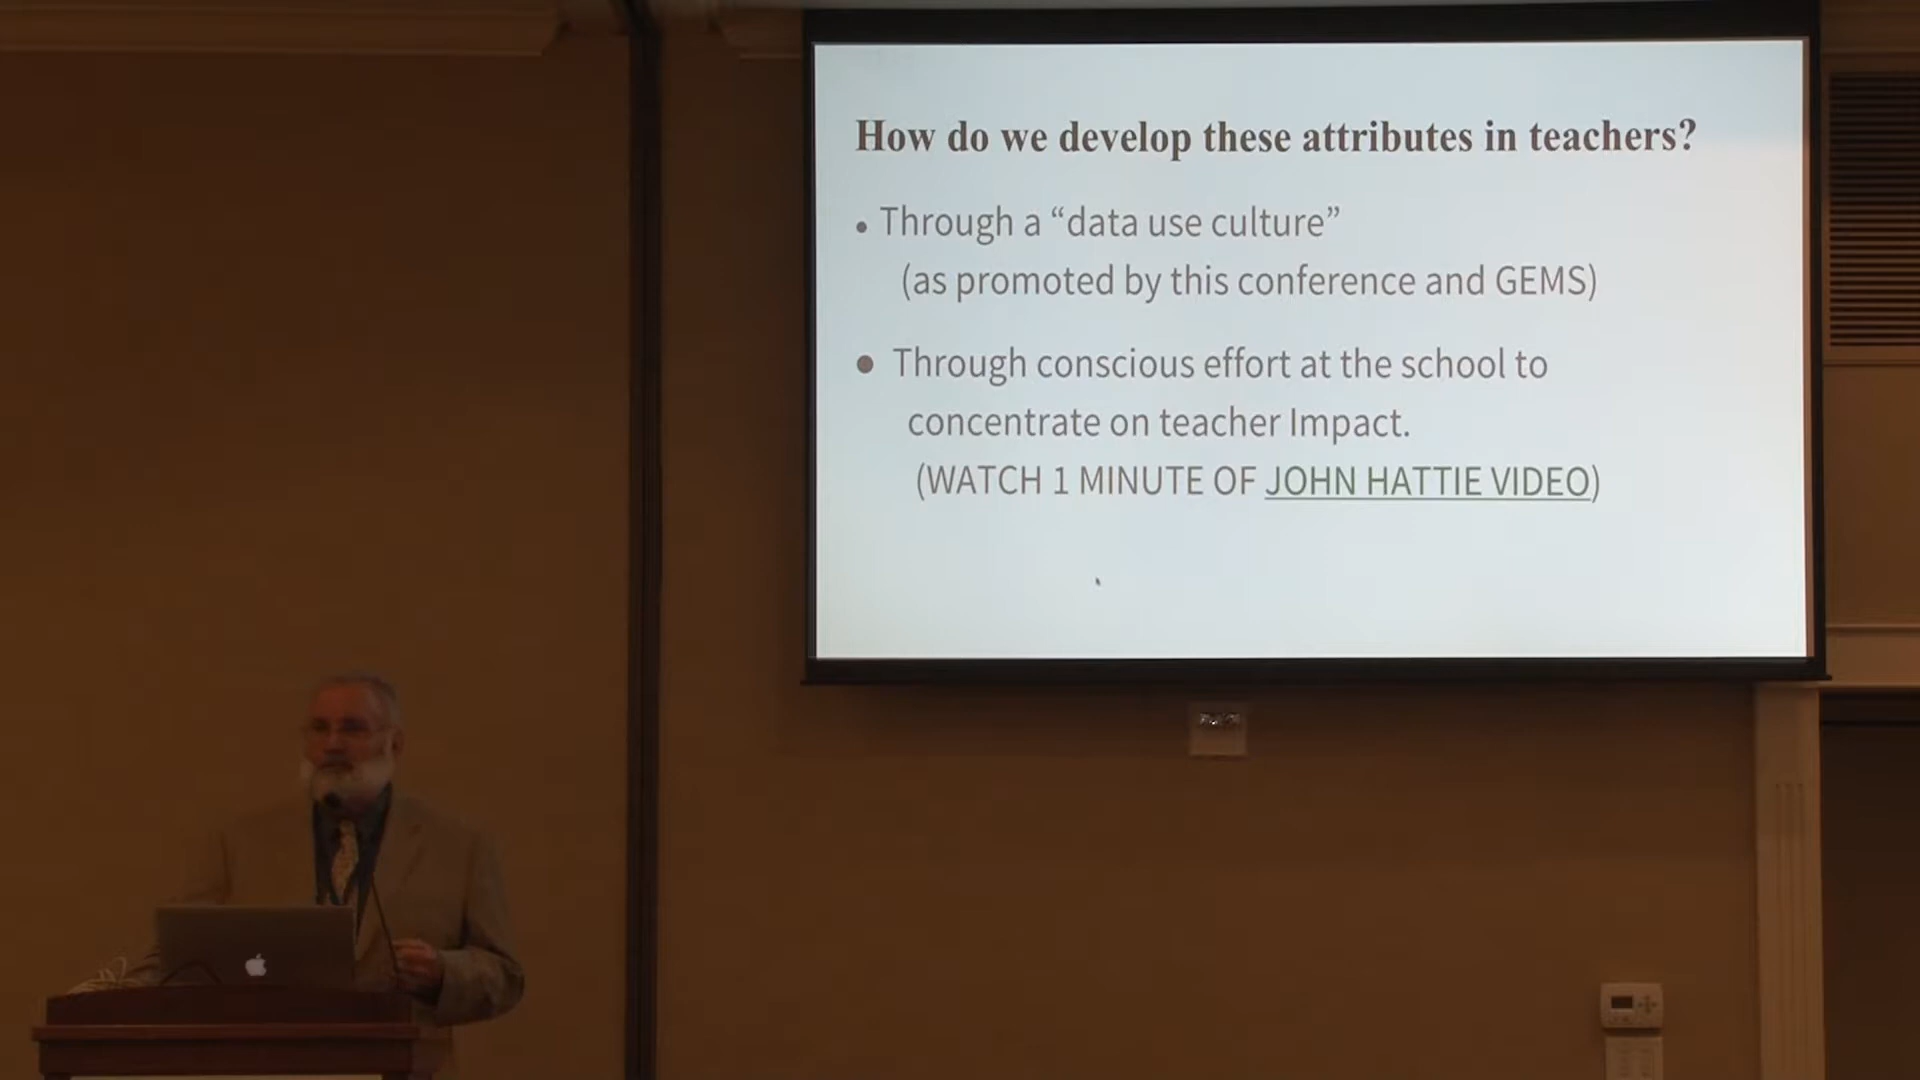 How do we develop these attributes in teachers?
• Through a “data use culture”
(as promoted by this conference and GEMS)
● Through conscious effort at the school to
concentrate on teacher Impact.
(WATCH 1 MINUTE OF JOHN HATTIE VIDEO)